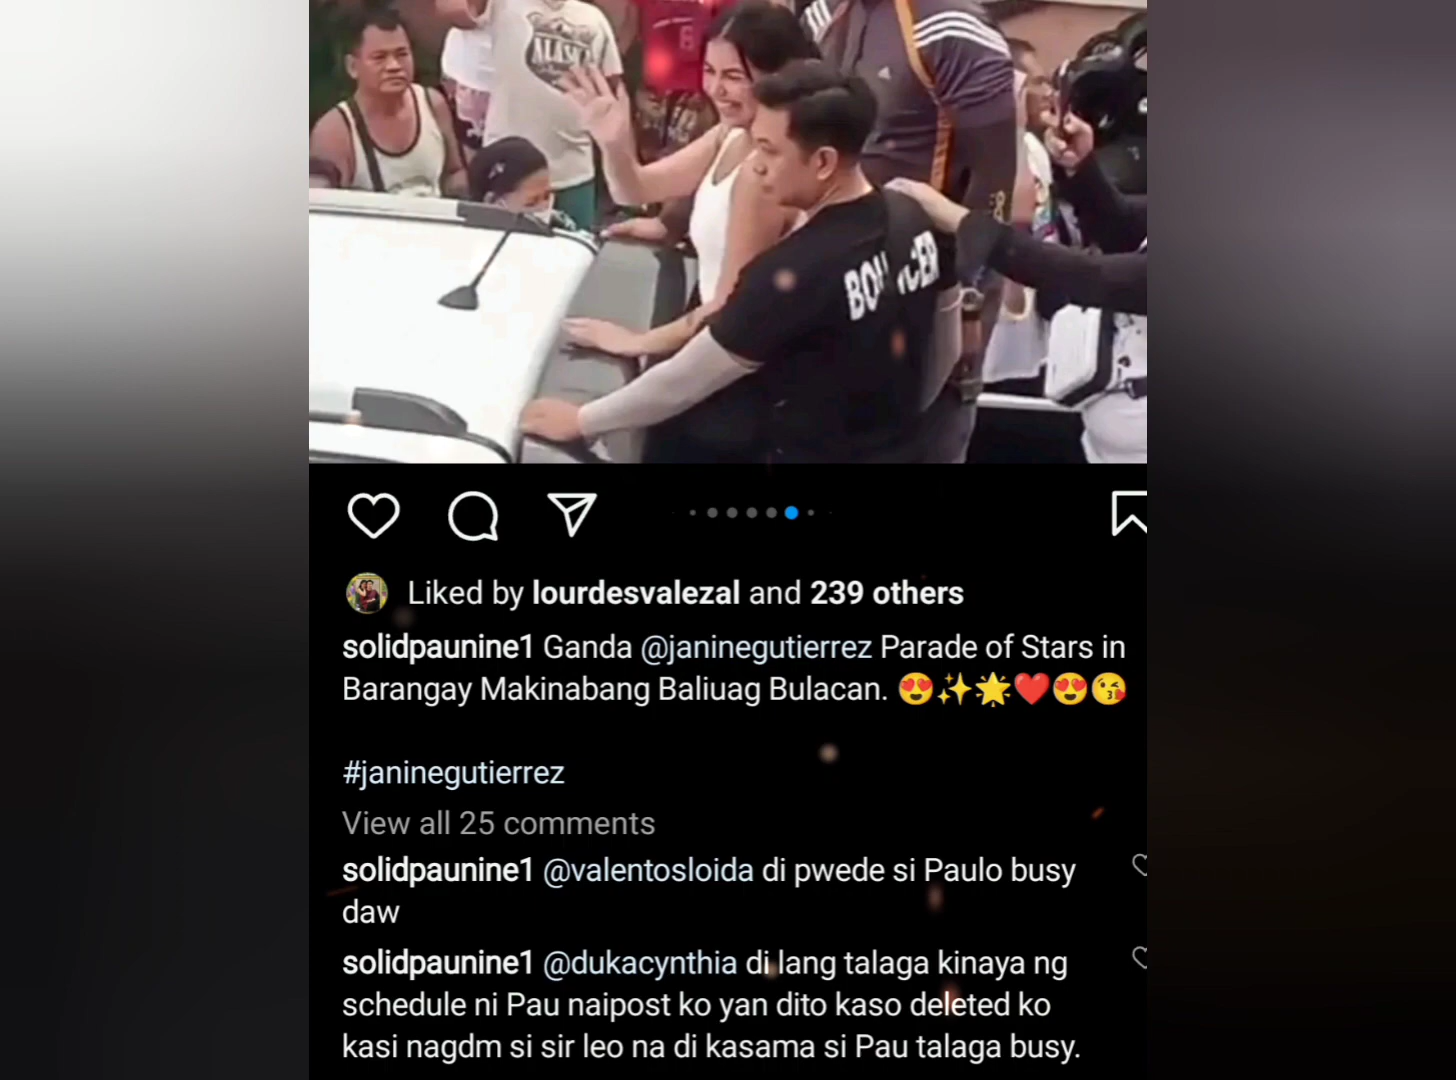 ALASKA
BOUNCER
Liked by lourdesvalezal and 239 others
solidpaunine1 Ganda @janinegutierrez Parade of Stars in
Barangay Makinabang Baliuag Bulacan. 😍✨🌟❤️😍😘
#janinegutierrez
View all 25 comments
solidpaunine1 @valentosloida di pwede si Paulo busy
daw
solidpaunine1 @dukacynthia di lang talaga kinaya ng
schedule ni Pau naipost ko yan dito kaso deleted ko
kasi nagdm si sir leo na di kasama si Pau talaga busy.